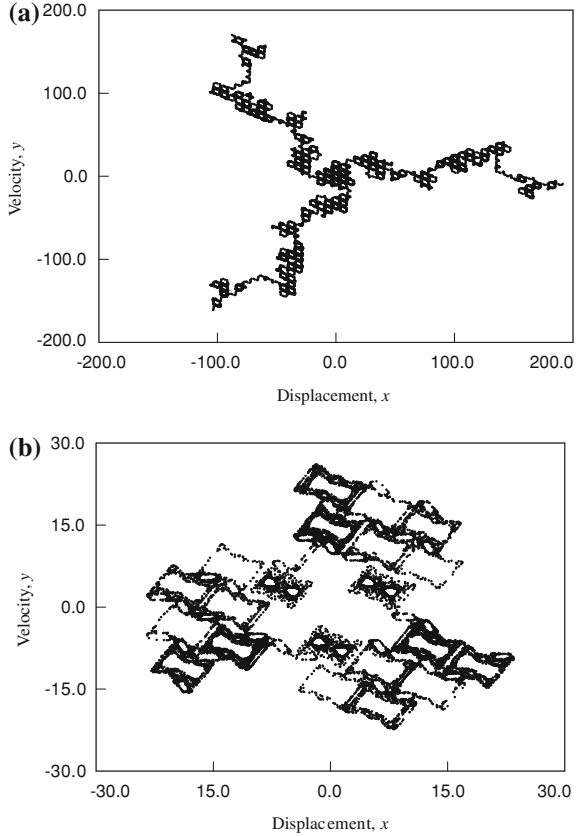 (a)
200.0
100.0
0.0
-100.0
-200.0
Velocity, y
-200.0 -100.0 0.0 100.0 200.0
Displacement, x
(b)
30.0
15.0
0.0
-15.0
-30.0
Velocity, y
-30.0 15.0 0.0 15.0 30.0
Displacement, x